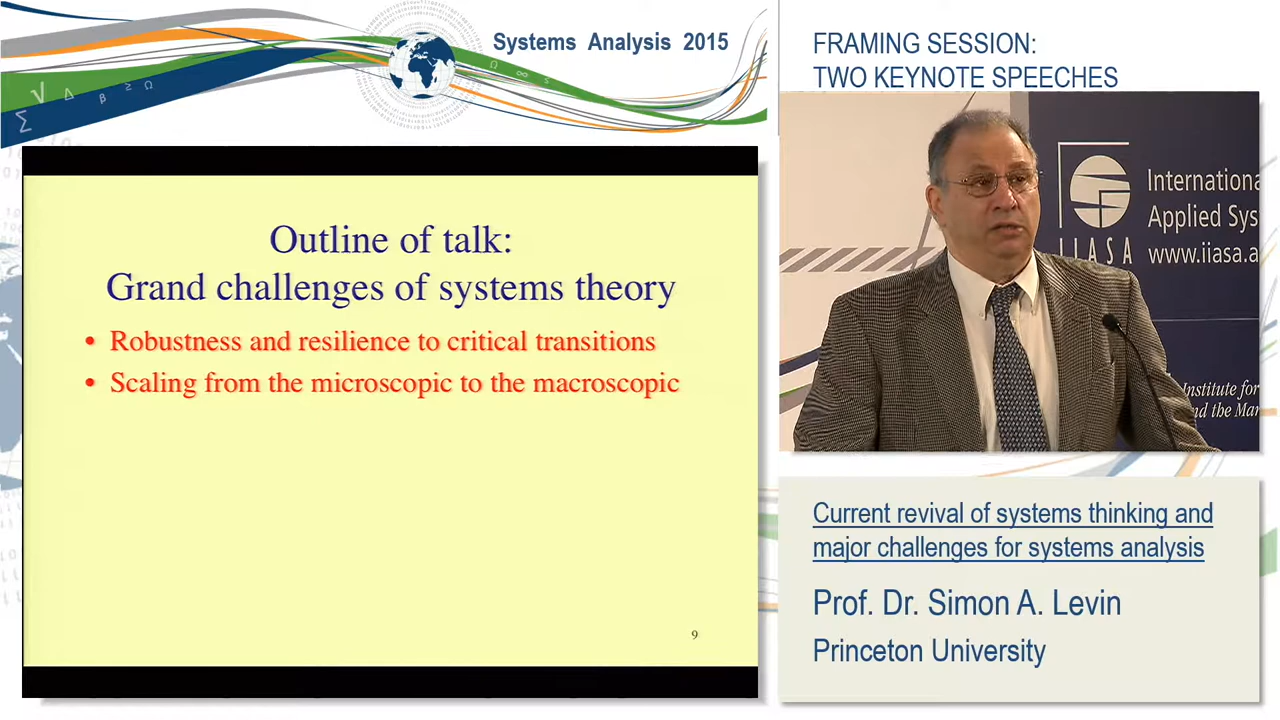 Systems Analysis 2015
Outline of talk:
Grand challenges of systems theory
• Robustness and resilience to critical transitions
• Scaling from the microscopic to the macroscopic
9
FRAMING SESSION:
TWO KEYNOTE SPEECHES
IIASA
Internationa
Applied Sys
www.iiasa.a
Institute for
nd the Mar
Current revival of systems thinking and
major challenges for systems analysis
Prof. Dr. Simon A. Levin
Princeton University